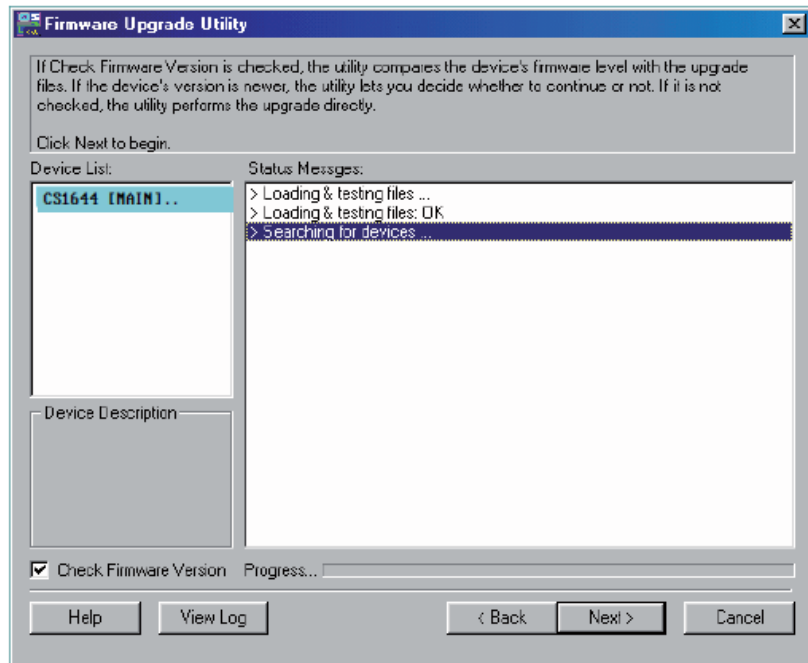 Firmware Upgrade Utility
If Check Firmware Version is checked, the utility compares the device's firmware level with the upgrade
files. If the device's version is newer, the utility lets you decide whether to continue or not. If it is not
checked, the utility performs the upgrade directly.
Click Next to begin.
Device List:
CS1644 [MAIN]..
Status Messges:
> Loading & testing files ...
> Loading & testing files: OK
> Searching for devices ...
Device Description
Check Firmware Version
Progress...
Help
View Log
< Back
Next >
Cancel